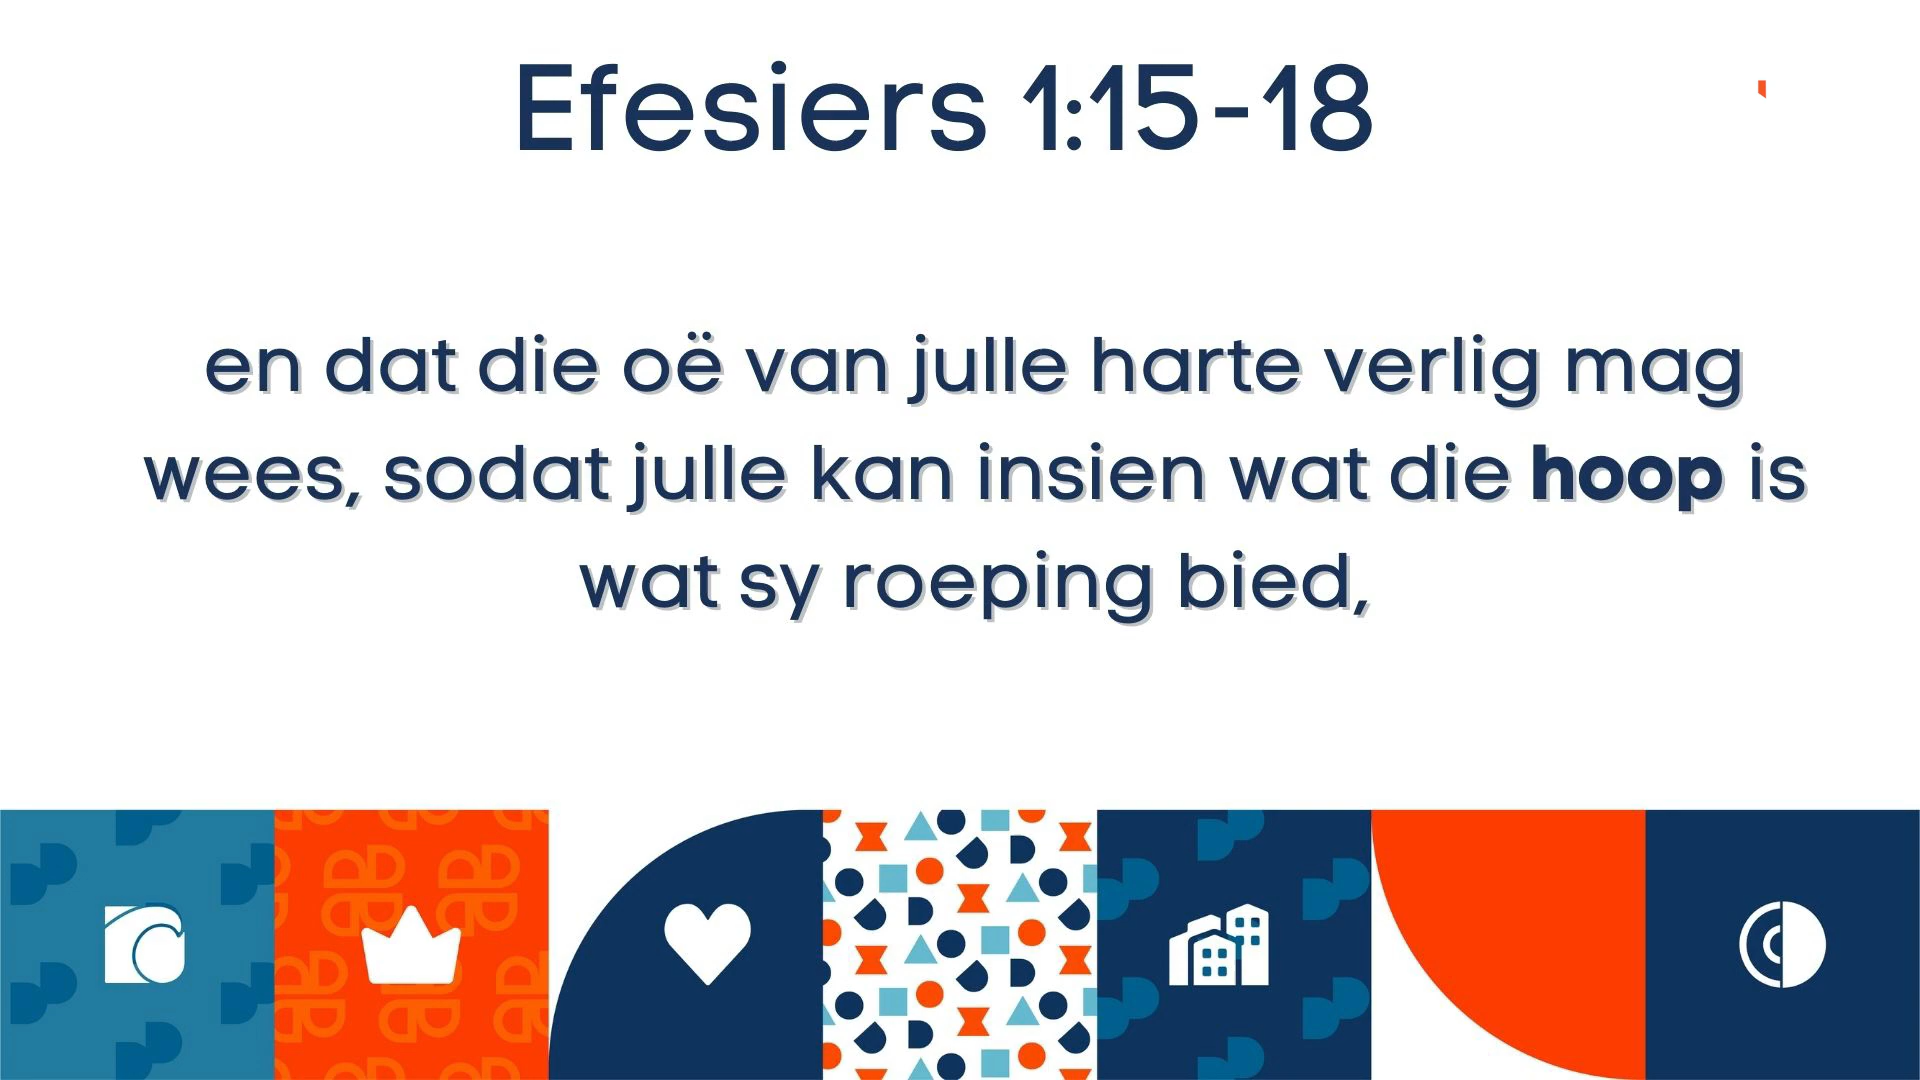 Efesiers 1:15-18
en dat die oë van julle harte verlig mag
wees, sodat julle kan insien wat die hoop is
wat sy roeping bied,